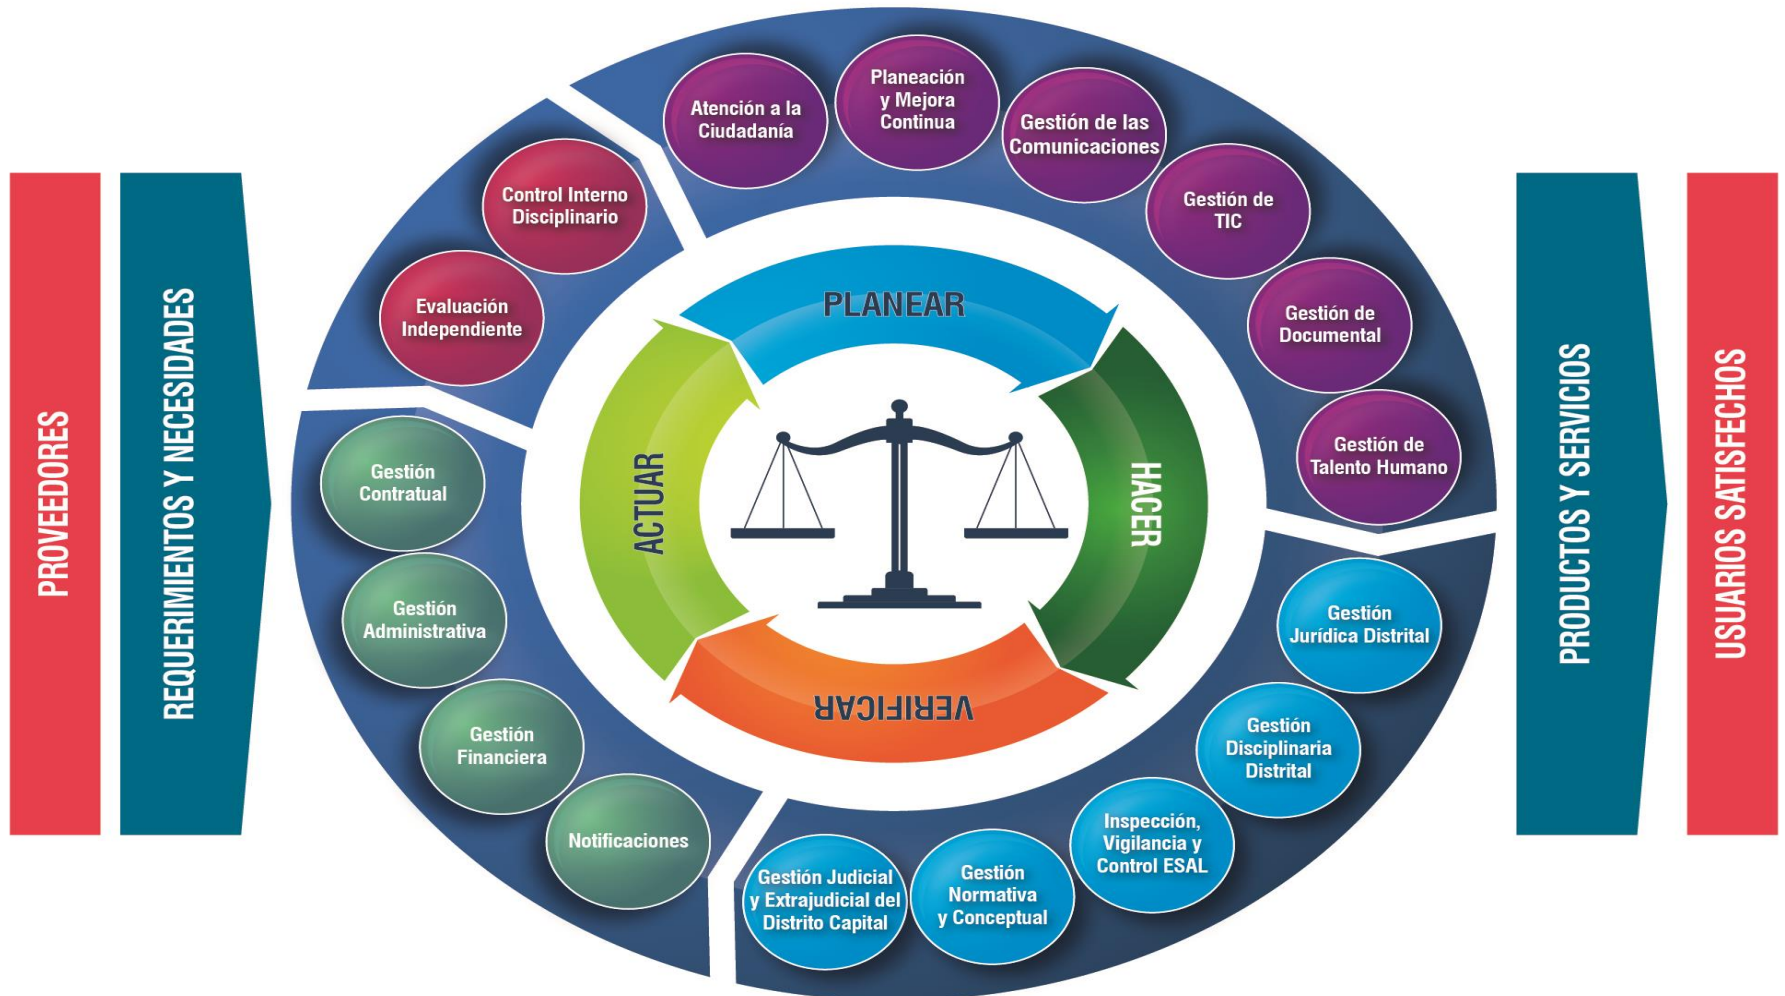 PROVEEDORES
REQUERIMIENTOS Y NECESIDADES
Atención a la
Ciudadanía
Planeación
y Mejora
Continua
Gestión de las
Comunicaciones
Gestión de
TIC
Gestión de
Documental
Gestión de
Talento Humano
Gestión
Jurídica Distrital
Gestión
Disciplinaria
Distrital
Inspección,
Vigilancia y
Control ESAL
Gestión
Normativa
y Conceptual
Gestión Judicial
y Extrajudicial del
Distrito Capital
Notificaciones
Gestión
Financiera
Gestión
Administrativa
Gestión
Contractual
Evaluación
Independiente
Control Interno
Disciplinario
PLANEAR
HACER
VERIFICAR
ACTUAR
PRODUCTOS Y SERVICIOS
USUARIOS SATISFECHOS